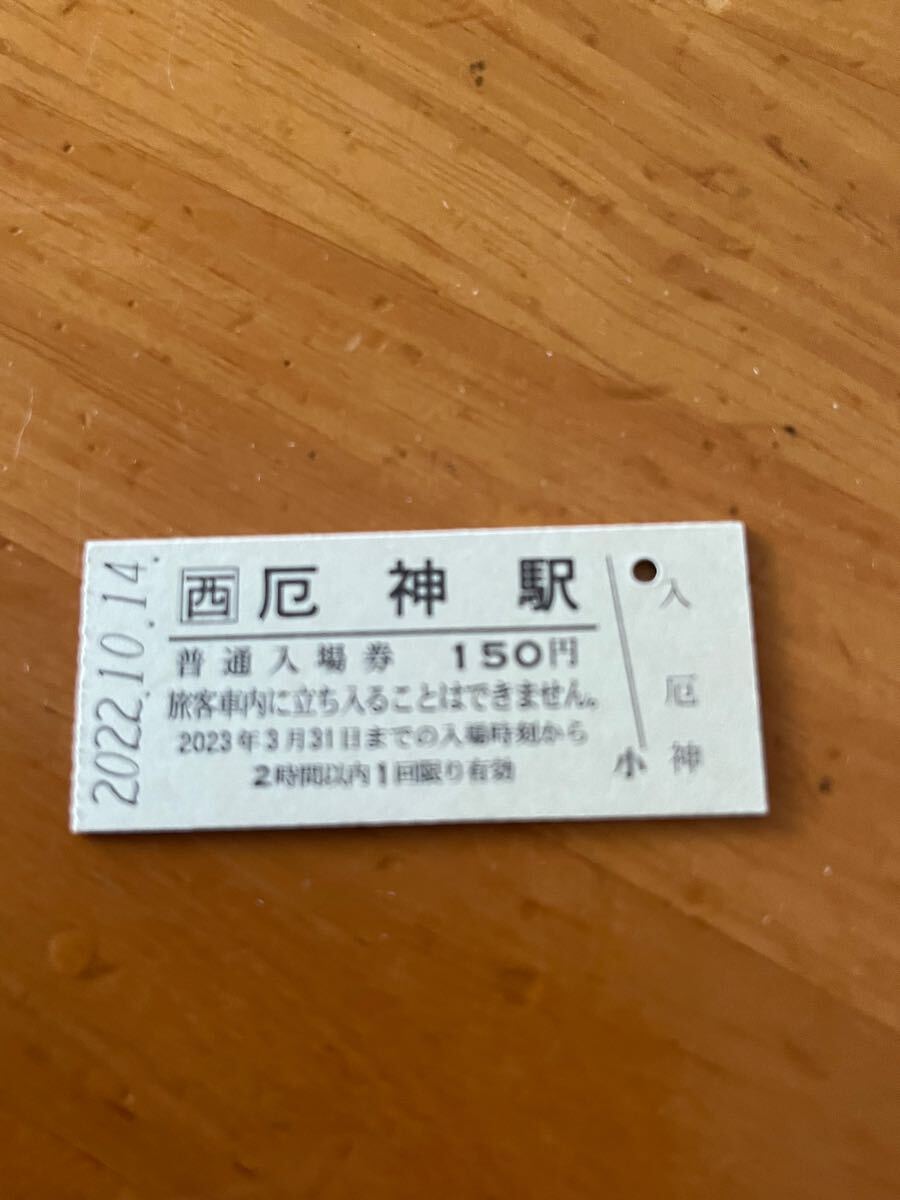 2022.10.14.
西 厄神駅
普通入場券 150円
旅客車内に立ち入ることはできません。
2023年3月31日までの入場時刻から
2時間以内1回限り有効
入厄神
小